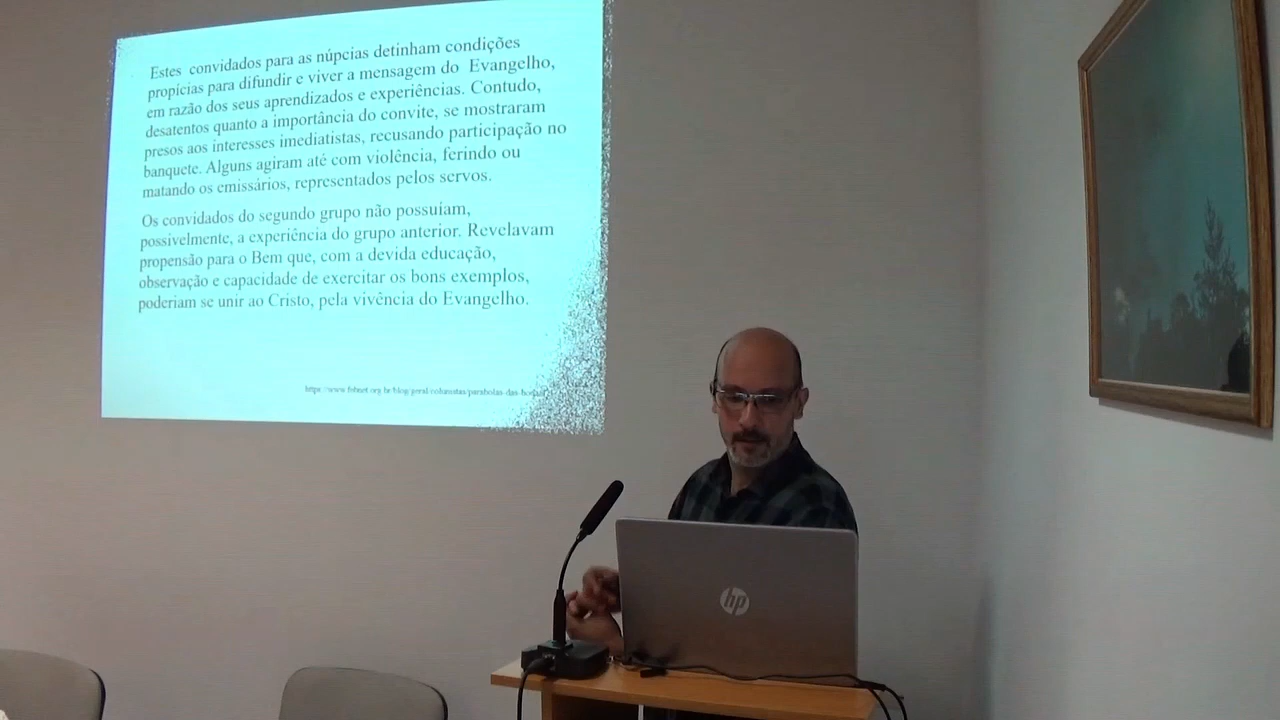 Estes convidados para as núpcias detinham condições
propícias para difundir e viver a mensagem do Evangelho,
em razão dos seus aprendizados e experiências. Contudo,
desatentos quanto a importância do convite, se mostraram
presos aos interesses imediatistas, recusando participação no
banquete. Alguns agiram até com violência, ferindo ou
matando os emissários, representados pelos servos.
Os convidados do segundo grupo não possuíam,
possivelmente, a experiência do grupo anterior. Revelavam
propensão para o Bem que, com a devida educação,
observação e capacidade de exercitar os bons exemplos,
poderiam se unir ao Cristo, pela vivência do Evangelho.
hp